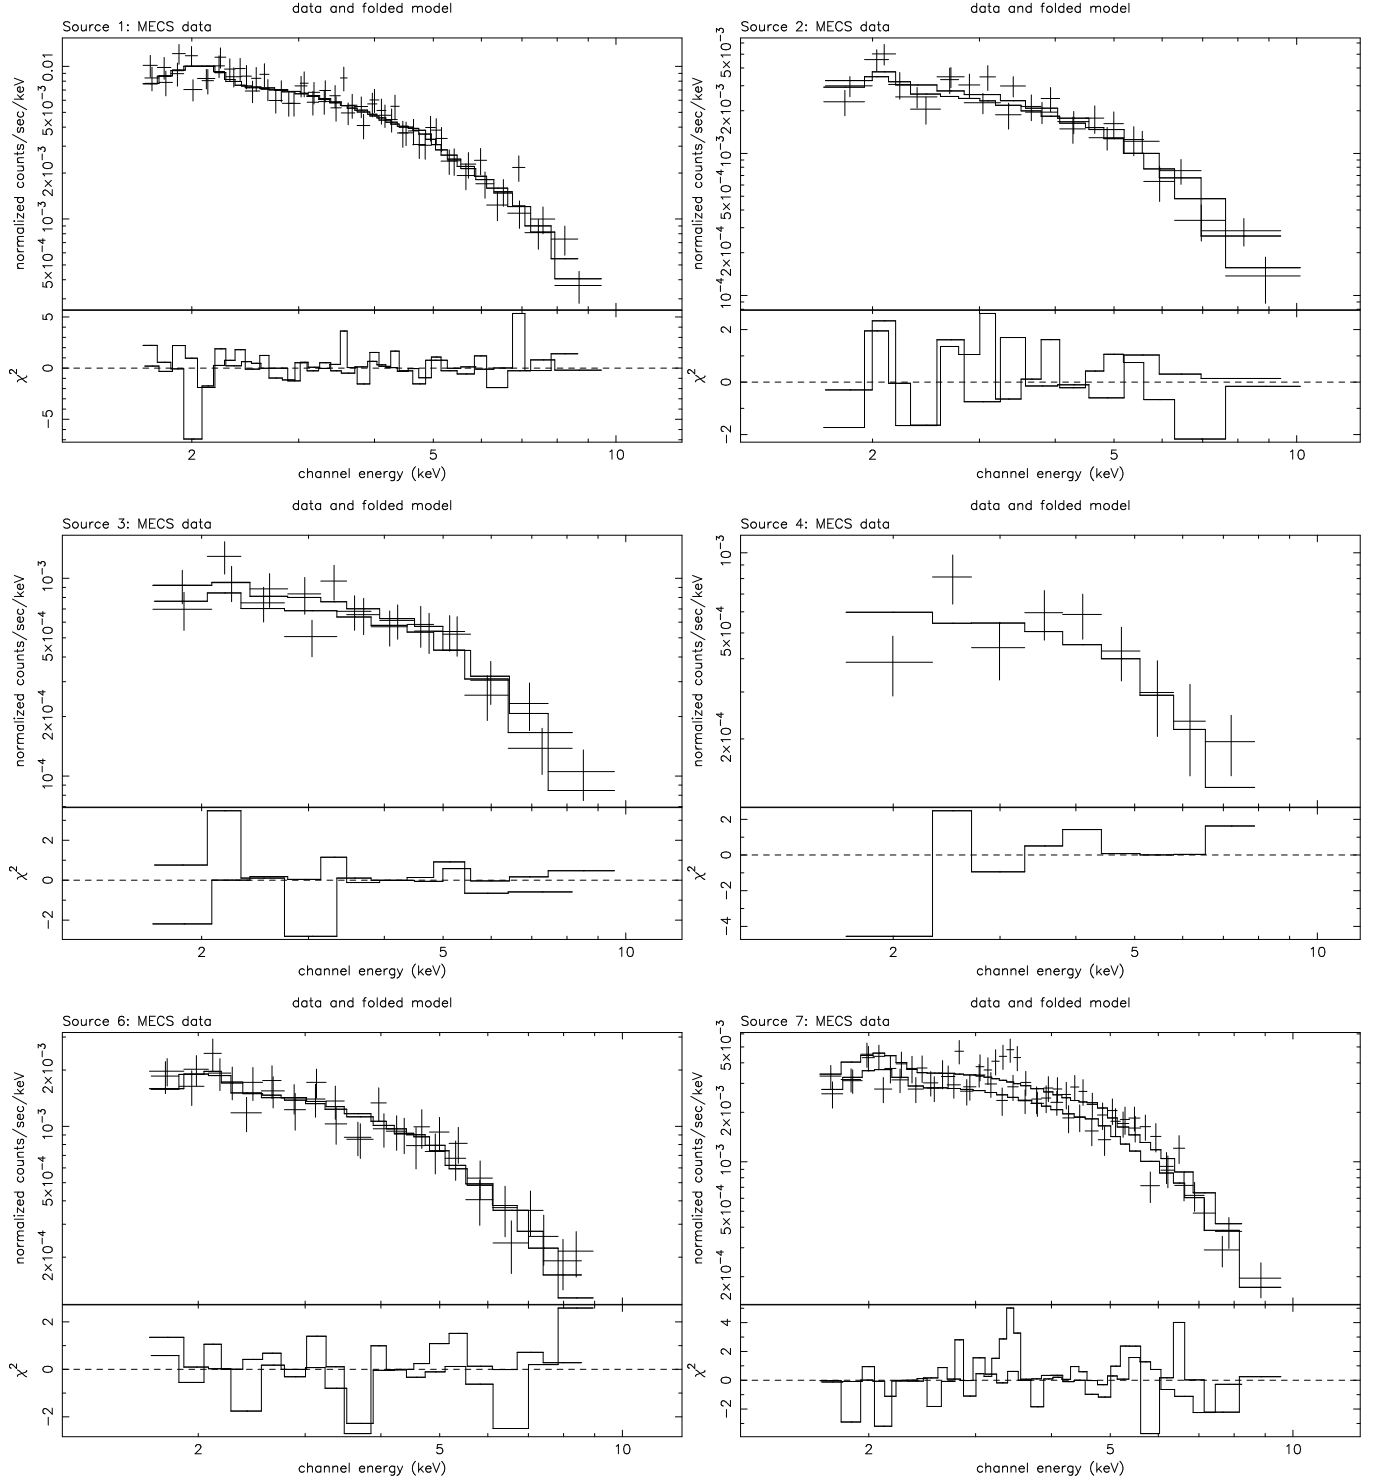 data and folded model
Source 1: MECS data
normalized counts/sec/keV
0.01
5×10⁻³
2×10⁻³
10⁻³
5×10⁻⁴
χ²
5
0
−5
2 5 10
channel energy (keV)
data and folded model
Source 2: MECS data
normalized counts/sec/keV
5×10⁻³
2×10⁻³
10⁻³
5×10⁻⁴
2×10⁻⁴
10⁻⁴
χ²
2
0
−2
2 5 10
channel energy (keV)
data and folded model
Source 3: MECS data
normalized counts/sec/keV
10⁻³
5×10⁻⁴
2×10⁻⁴
10⁻⁴
χ²
2
0
−2
2 5 10
channel energy (keV)
data and folded model
Source 4: MECS data
normalized counts/sec/keV
10⁻³
5×10⁻⁴
2×10⁻⁴
χ²
2
0
−2
−4
2 5 10
channel energy (keV)
data and folded model
Source 6: MECS data
normalized counts/sec/keV
2×10⁻³
10⁻³
5×10⁻⁴
2×10⁻⁴
χ²
2
0
−2
2 5 10
channel energy (keV)
data and folded model
Source 7: MECS data
normalized counts/sec/keV
5×10⁻³
2×10⁻³
10⁻³
5×10⁻⁴
2×10⁻⁴
χ²
4
2
0
−2
2 5 10
channel energy (keV)